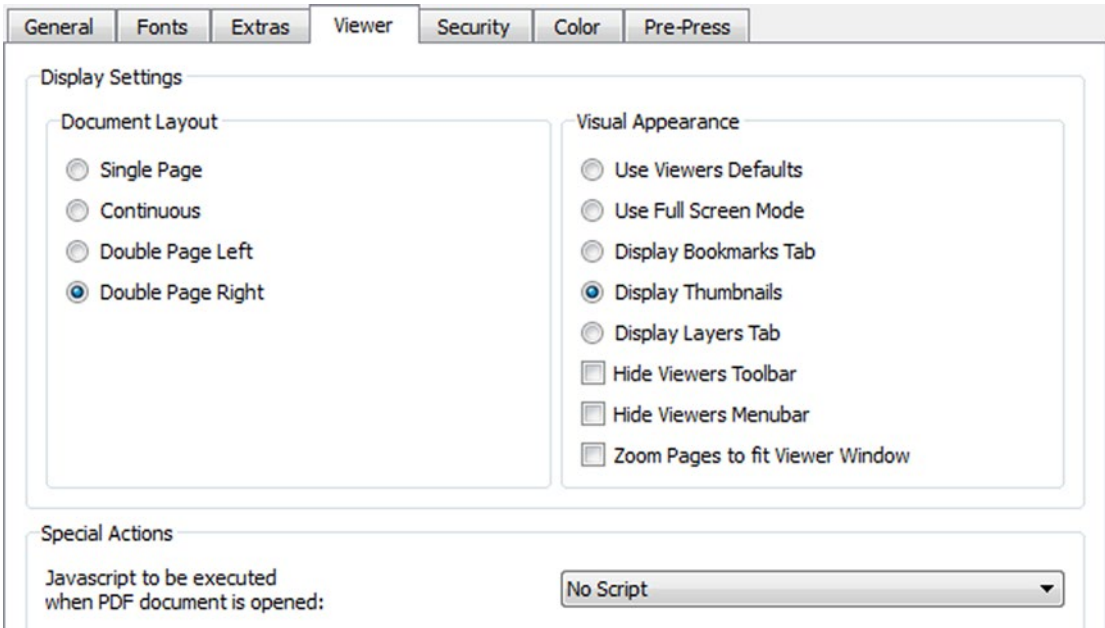 General Fonts Extras Viewer Security Color Pre-Press
Display Settings
Document Layout
Single Page
Continuous
Double Page Left
Double Page Right
Visual Appearance
Use Viewers Defaults
Use Full Screen Mode
Display Bookmarks Tab
Display Thumbnails
Display Layers Tab
Hide Viewers Toolbar
Hide Viewers Menubar
Zoom Pages to fit Viewer Window
Special Actions
Javascript to be executed
when PDF document is opened:
No Script